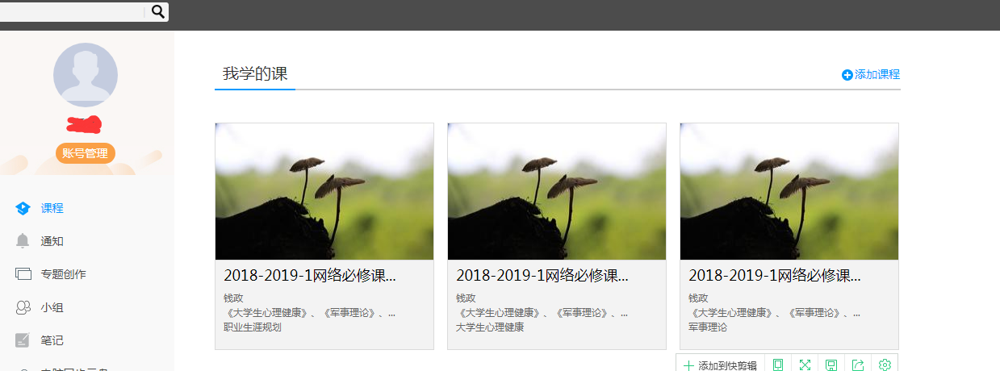 我学的课
添加课程
账号管理
课程
通知
专题创作
小组
笔记
2018-2019-1网络必修课...
钱政
《大学生心理健康》、《军事理论》、...
职业生涯规划
2018-2019-1网络必修课...
钱政
《大学生心理健康》、《军事理论》、...
大学生心理健康
2018-2019-1网络必修课...
钱政
《大学生心理健康》、《军事理论》、...
军事理论
添加到快剪辑